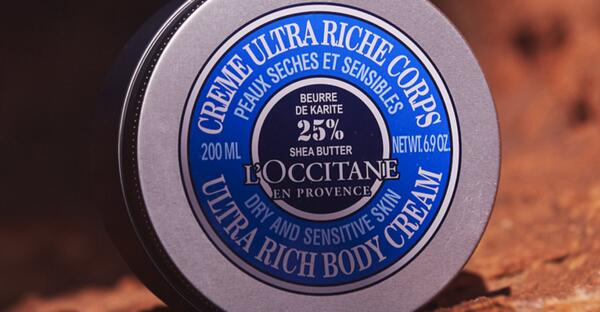 CREME ULTRA RICHE CORPS
PEAUX SECHES ET SENSIBLES
BEURRE
DE KARITE
25%
SHEA BUTTER
200 ML
NETWT. 6.9 OZ.
L'OCCITANE
EN PROVENCE
DRY AND SENSITIVE SKIN
ULTRA RICH BODY CREAM